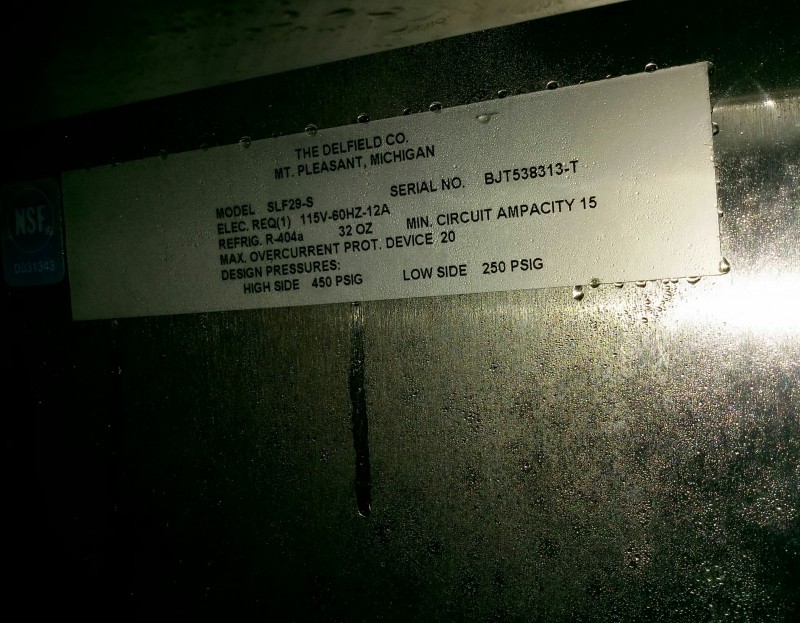 THE DELFIELD CO.
MT. PLEASANT, MICHIGAN
MODEL SLF29-S SERIAL NO. BJT538313-T
ELEC. REQ(1) 115V-60HZ-12A MIN. CIRCUIT AMPACITY 15
REFRIG. R-404a 32 OZ
MAX. OVERCURRENT PROT. DEVICE 20
DESIGN PRESSURES:
HIGH SIDE 450 PSIG LOW SIDE 250 PSIG
NSF
D031343